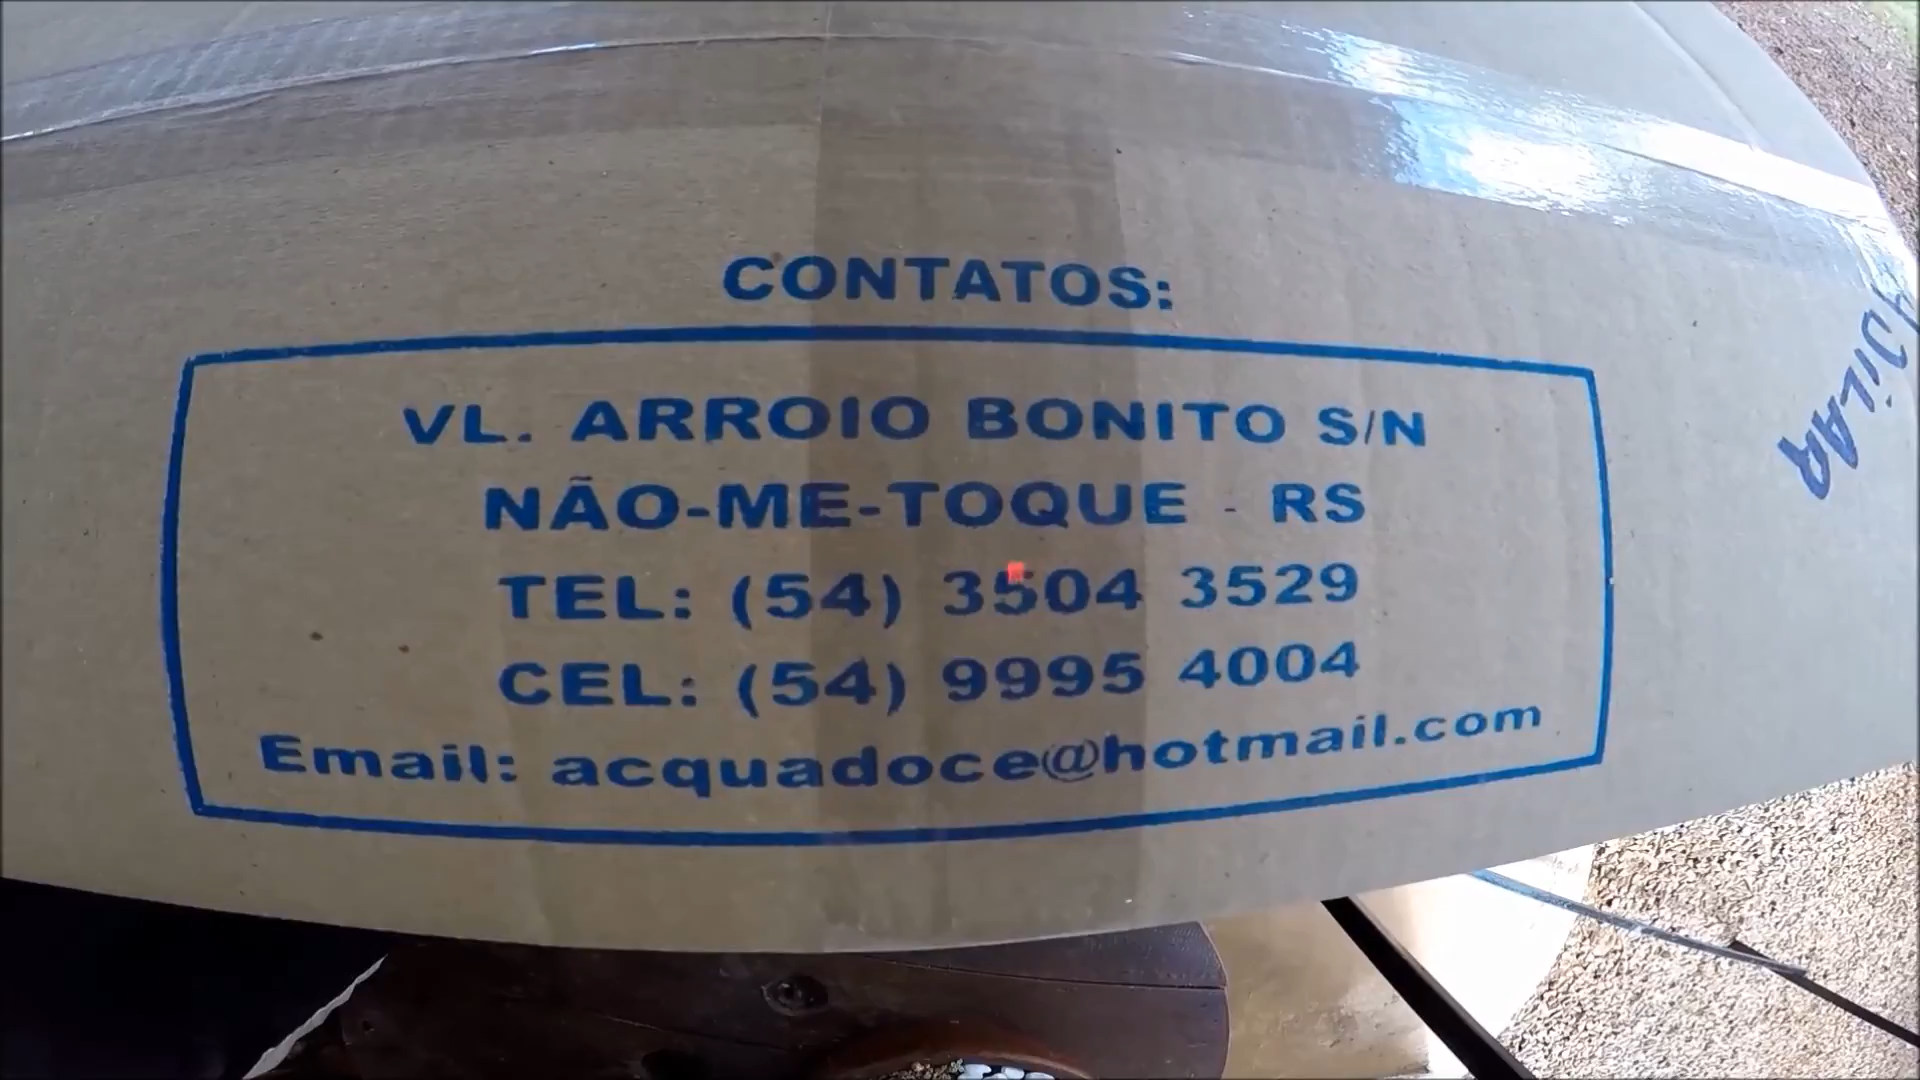 CONTATOS:
VL. ARROIO BONITO S/N
NÃO-ME-TOQUE - RS
TEL: (54) 3504 3529
CEL: (54) 9995 4004
Email: acquadoce@hotmail.com